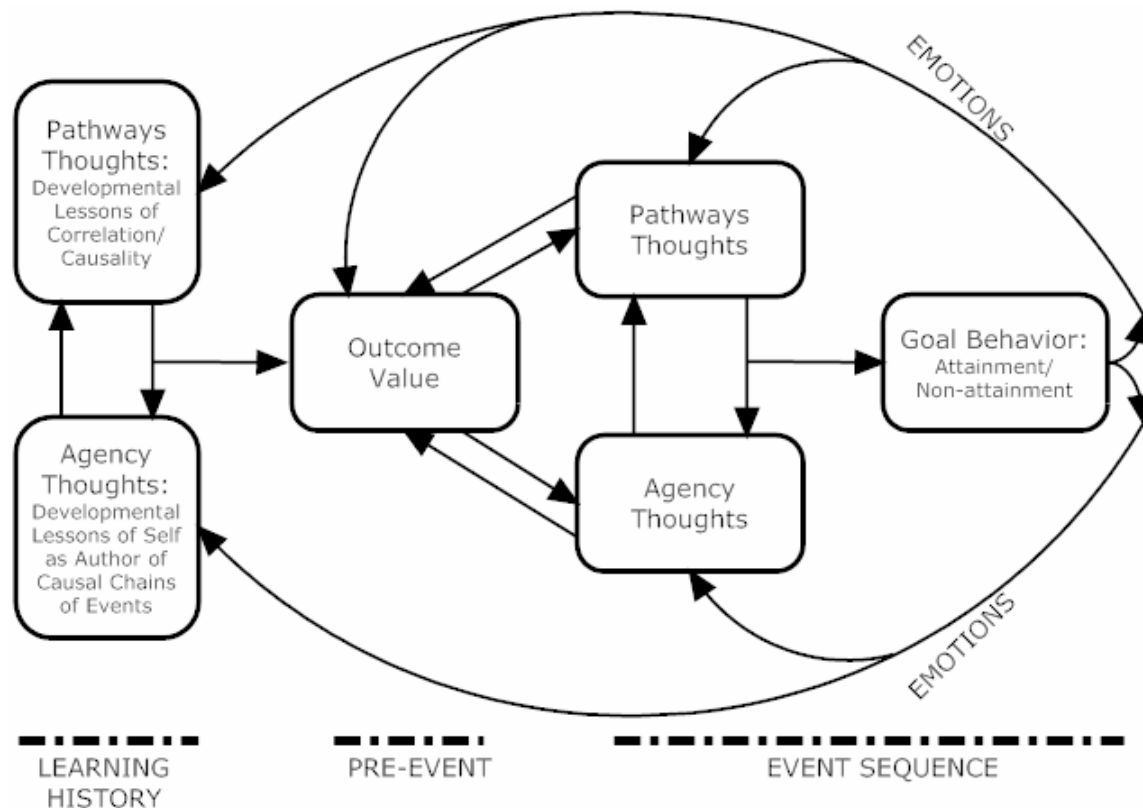 EMOTIONS
Pathways
Thoughts:
Developmental
Lessons of
Correlation/
Causality
Pathways
Thoughts
Outcome
Value
Goal Behavior:
Attainment/
Non-attainment
Agency
Thoughts:
Developmental
Lessons of Self
as Author of
Causal Chains
of Events
Agency
Thoughts
EMOTIONS
LEARNING
HISTORY
PRE-EVENT
EVENT SEQUENCE